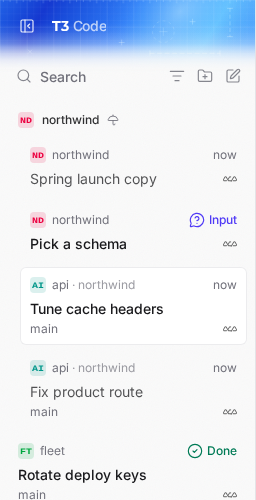 T3 Code
Search
ND northwind
ND northwind now
Spring launch copy
ND northwind Input
Pick a schema
AI api · northwind now
Tune cache headers
main
AI api · northwind now
Fix product route
main
FT fleet Done
Rotate deploy keys
main